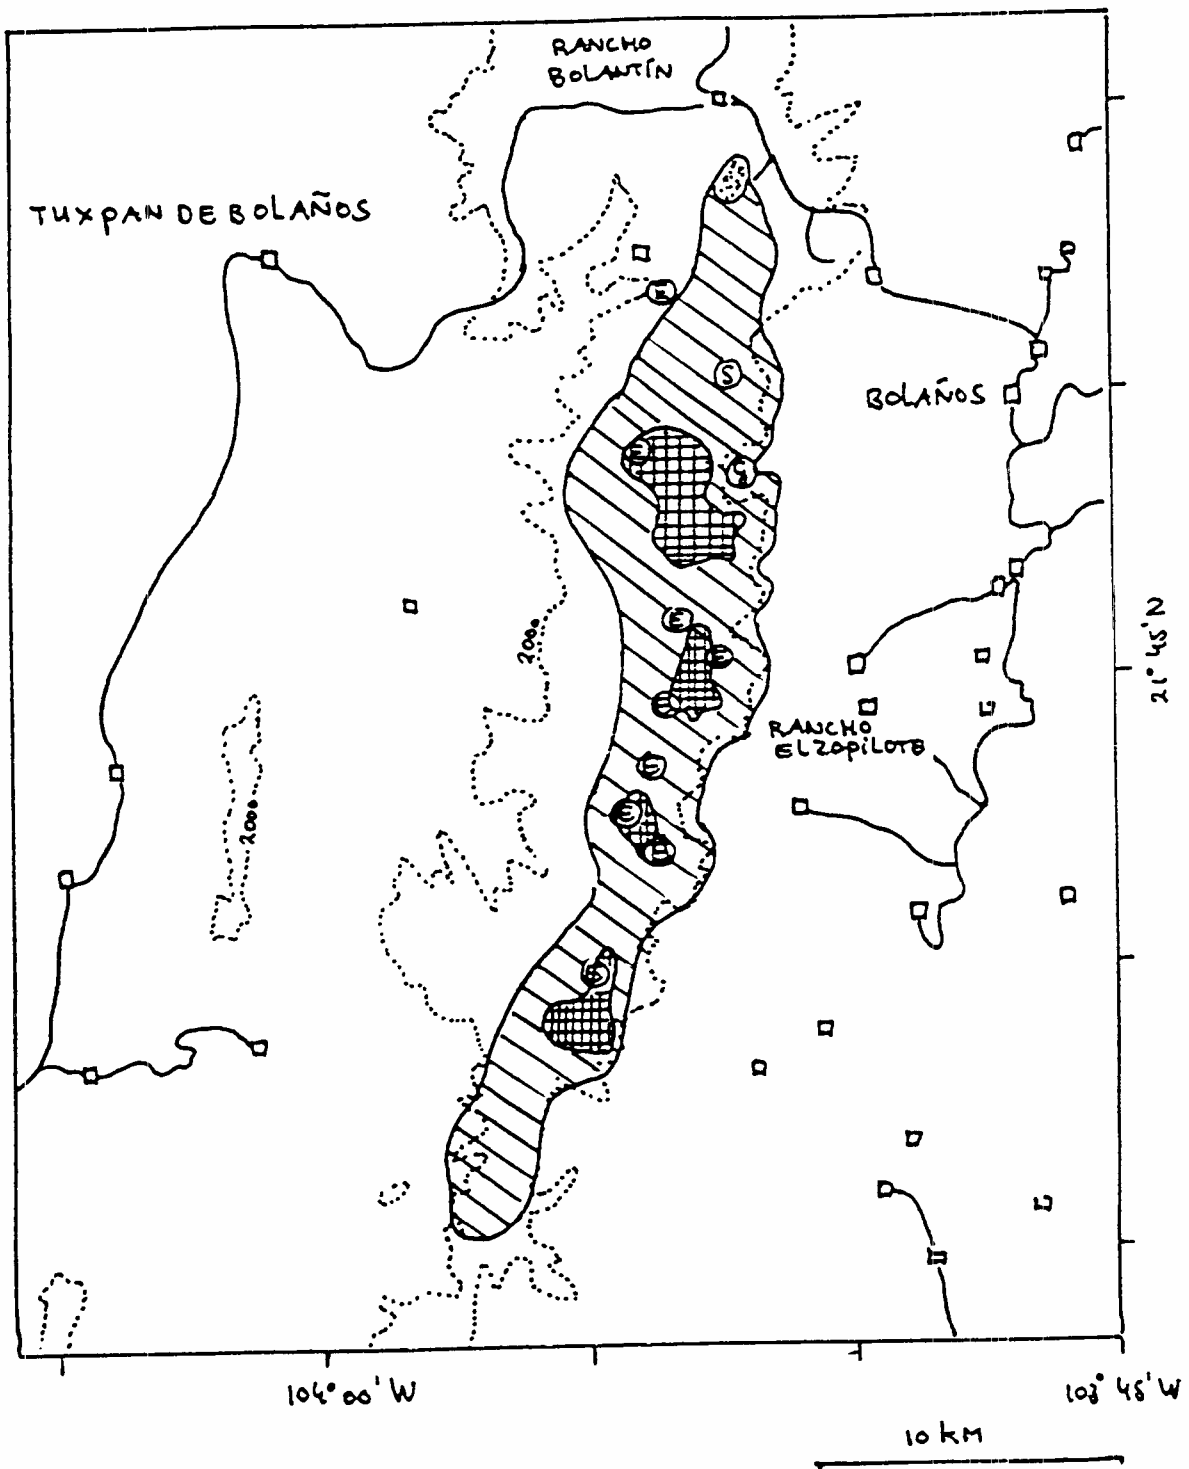 RANCHO
BOLANTÍN
TUXPAN DE BOLAÑOS
E
S
BOLAÑOS
E
G
2000
E
E
E
21° 45' N
RANCHO
EL ZOPILOTE
E
2000
E
E
E
104° 00' W
103° 45' W
10 KM